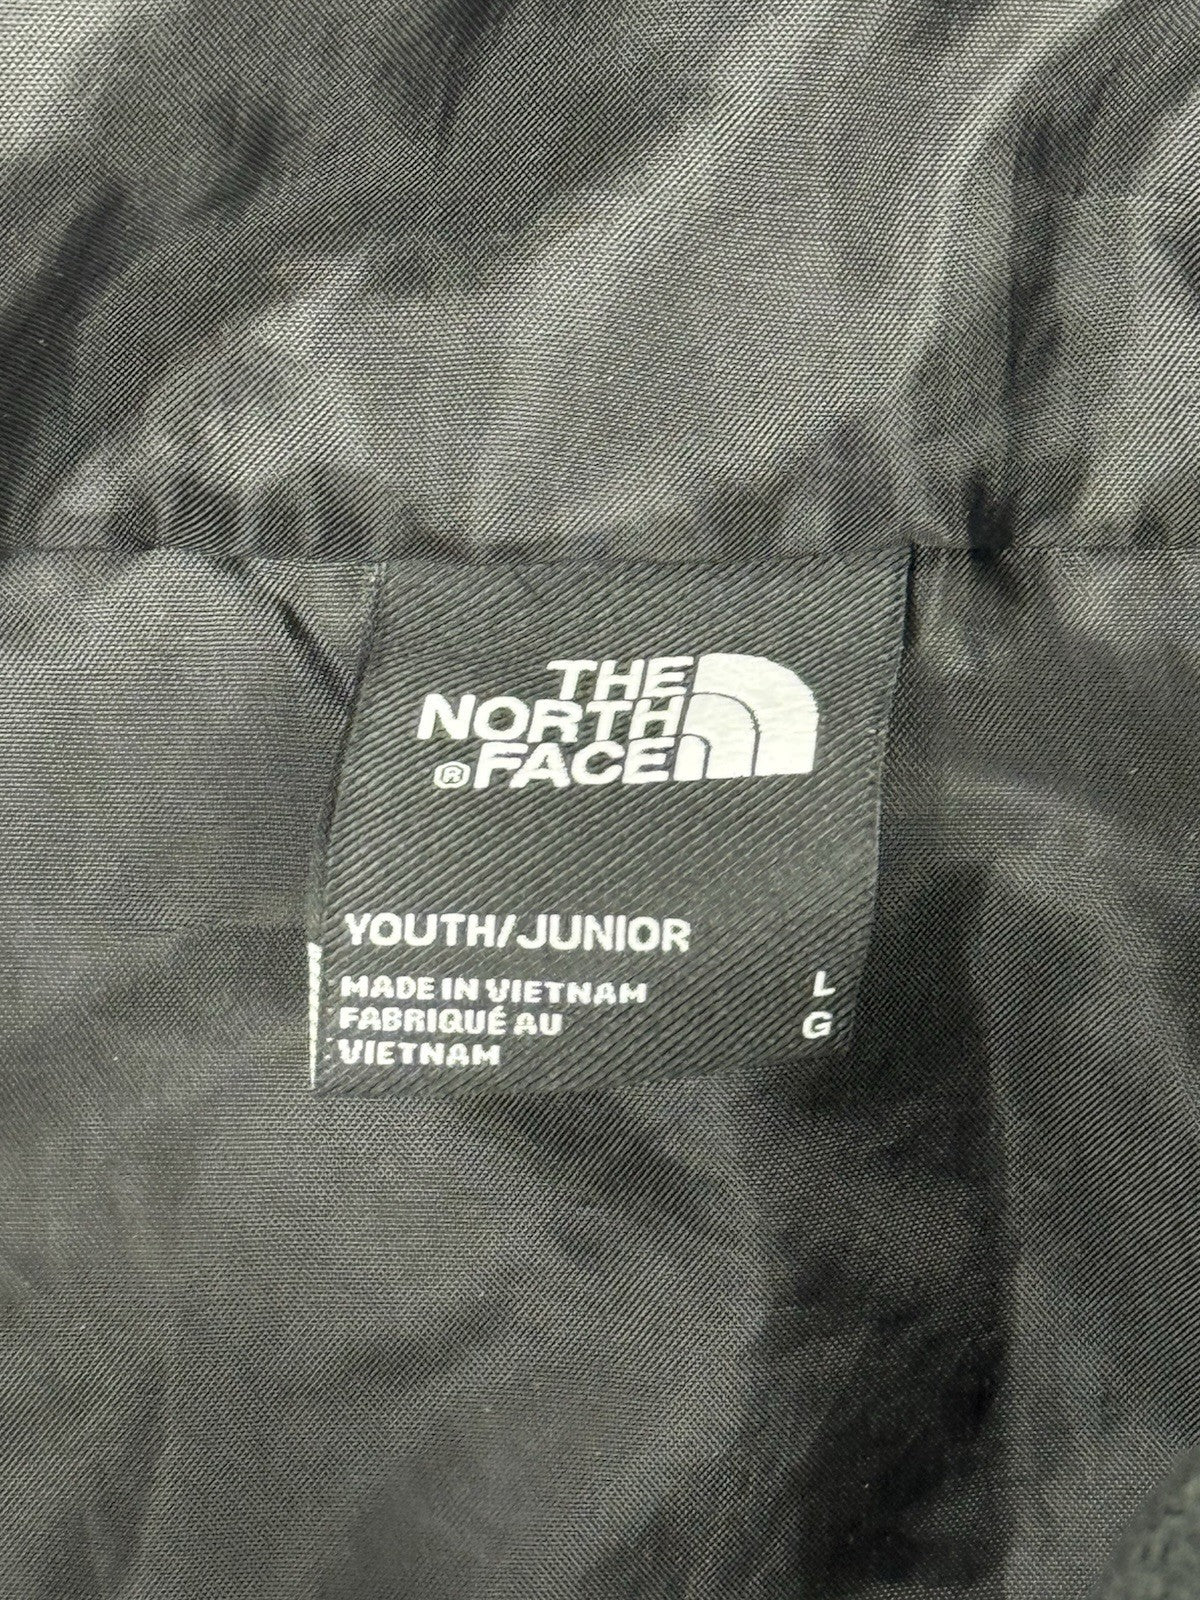 THE
NORTH
®FACE
YOUTH/JUNIOR
MADE IN VIETNAM L
FABRIQUÉ AU G
VIETNAM